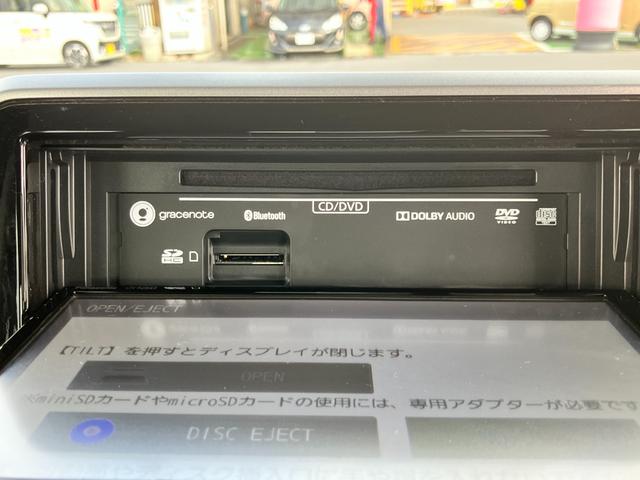 CD/DVD
gracenote Bluetooth DOLBY AUDIO DVD VIDEO
SD HC
OPEN/EJECT
【TILT】を押すとディスプレイが閉じます。
OPEN
※miniSDカードやmicroSDカードの使用には、専用アダプターが必要です
DISC EJECT